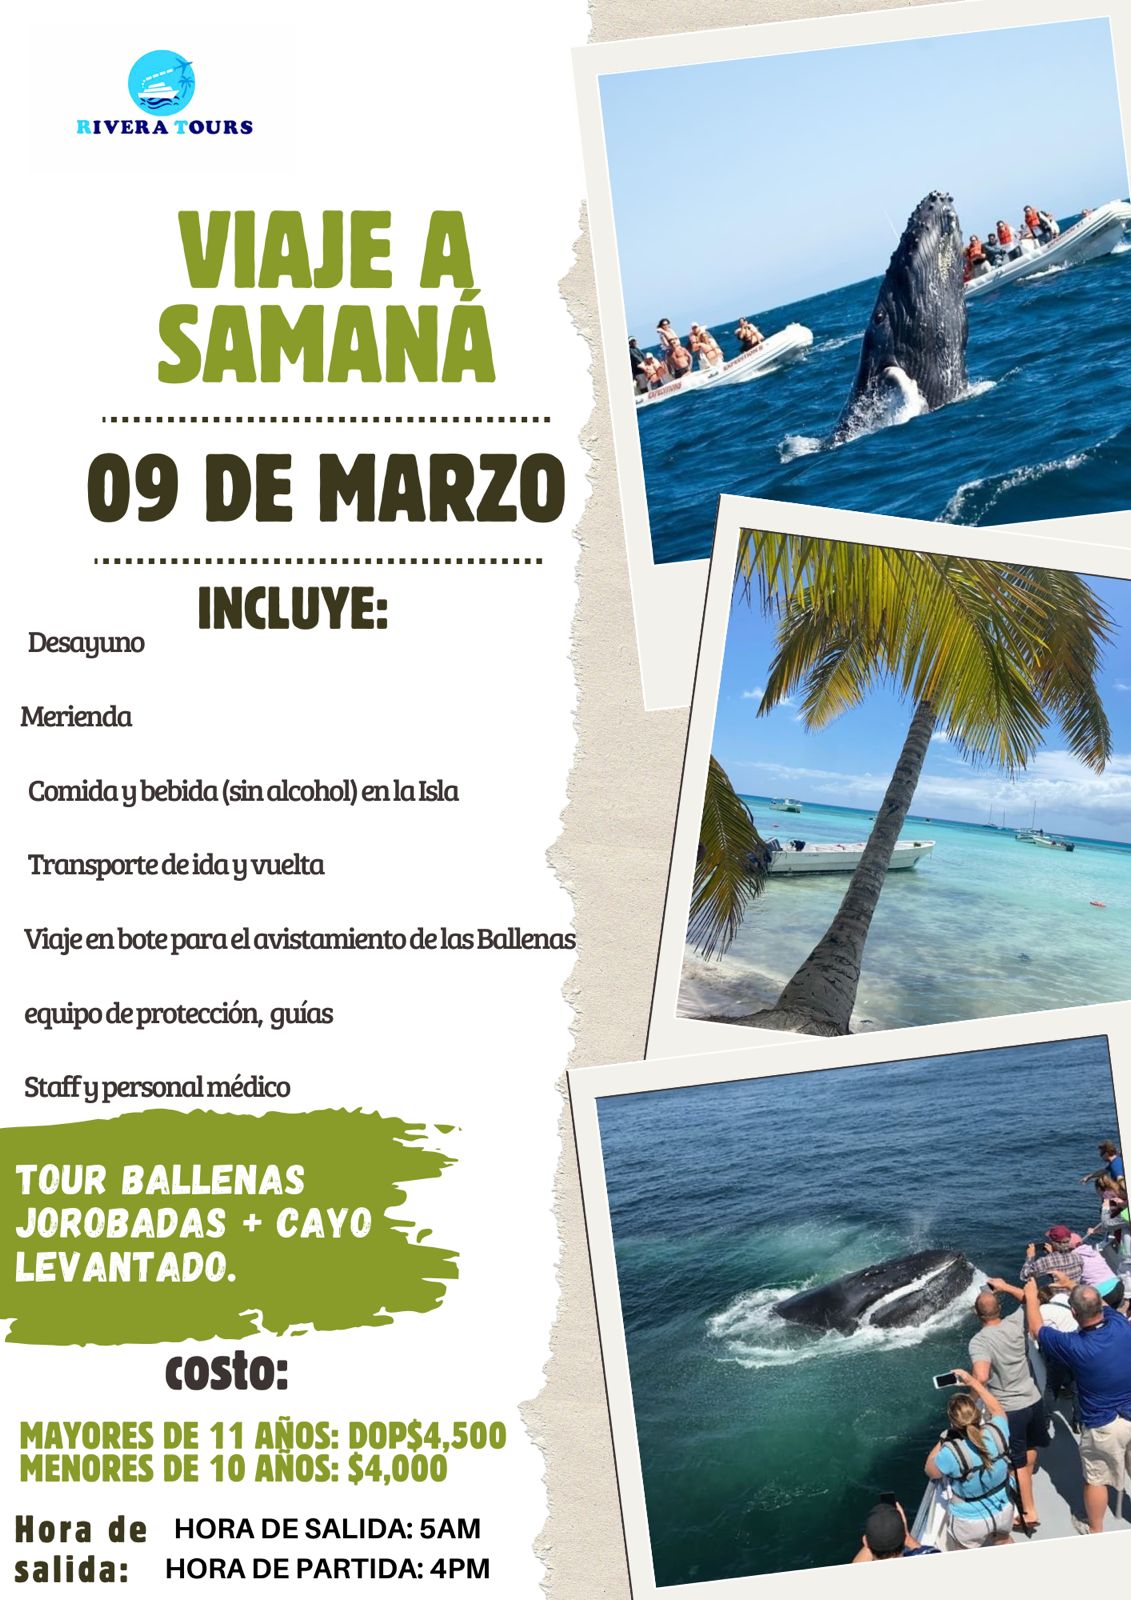 RIVERA TOURS
VIAJE A
SAMANÁ
09 DE MARZO
INCLUYE:
Desayuno
Merienda
Comida y bebida (sin alcohol) en la Isla
Transporte de ida y vuelta
Viaje en bote para el avistamiento de las Ballenas
equipo de protección, guías
Staff y personal médico
TOUR BALLENAS
JOROBADAS + CAYO
LEVANTADO.
costo:
MAYORES DE 11 AÑOS: DOP$4,500
MENORES DE 10 AÑOS: $4,000
Hora de
salida:
HORA DE SALIDA: 5AM
HORA DE PARTIDA: 4PM
EXPEDITIONS